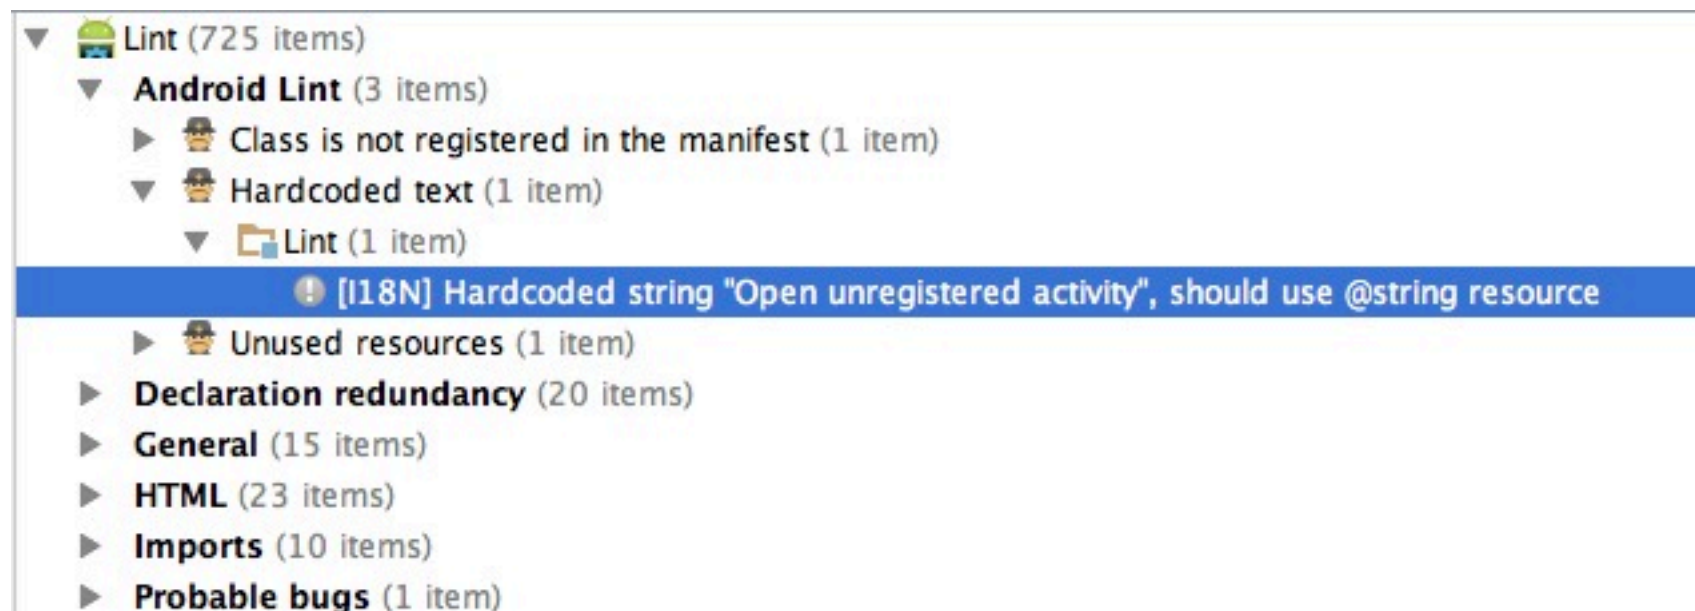 Lint (725 items)
Android Lint (3 items)
Class is not registered in the manifest (1 item)
Hardcoded text (1 item)
Lint (1 item)
[I18N] Hardcoded string "Open unregistered activity", should use @string resource
Unused resources (1 item)
Declaration redundancy (20 items)
General (15 items)
HTML (23 items)
Imports (10 items)
Probable bugs (1 item)